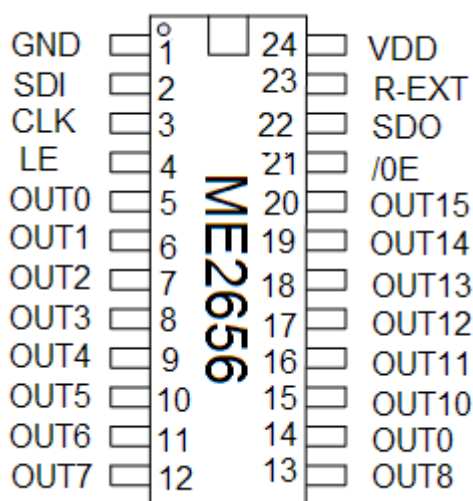 GND 1 24 VDD
SDI 2 23 R-EXT
CLK 3 22 SDO
LE 4 21 /0E
OUT0 5 20 OUT15
OUT1 6 19 OUT14
OUT2 7 18 OUT13
OUT3 8 17 OUT12
OUT4 9 16 OUT11
OUT5 10 15 OUT10
OUT6 11 14 OUT0
OUT7 12 13 OUT8
ME2656